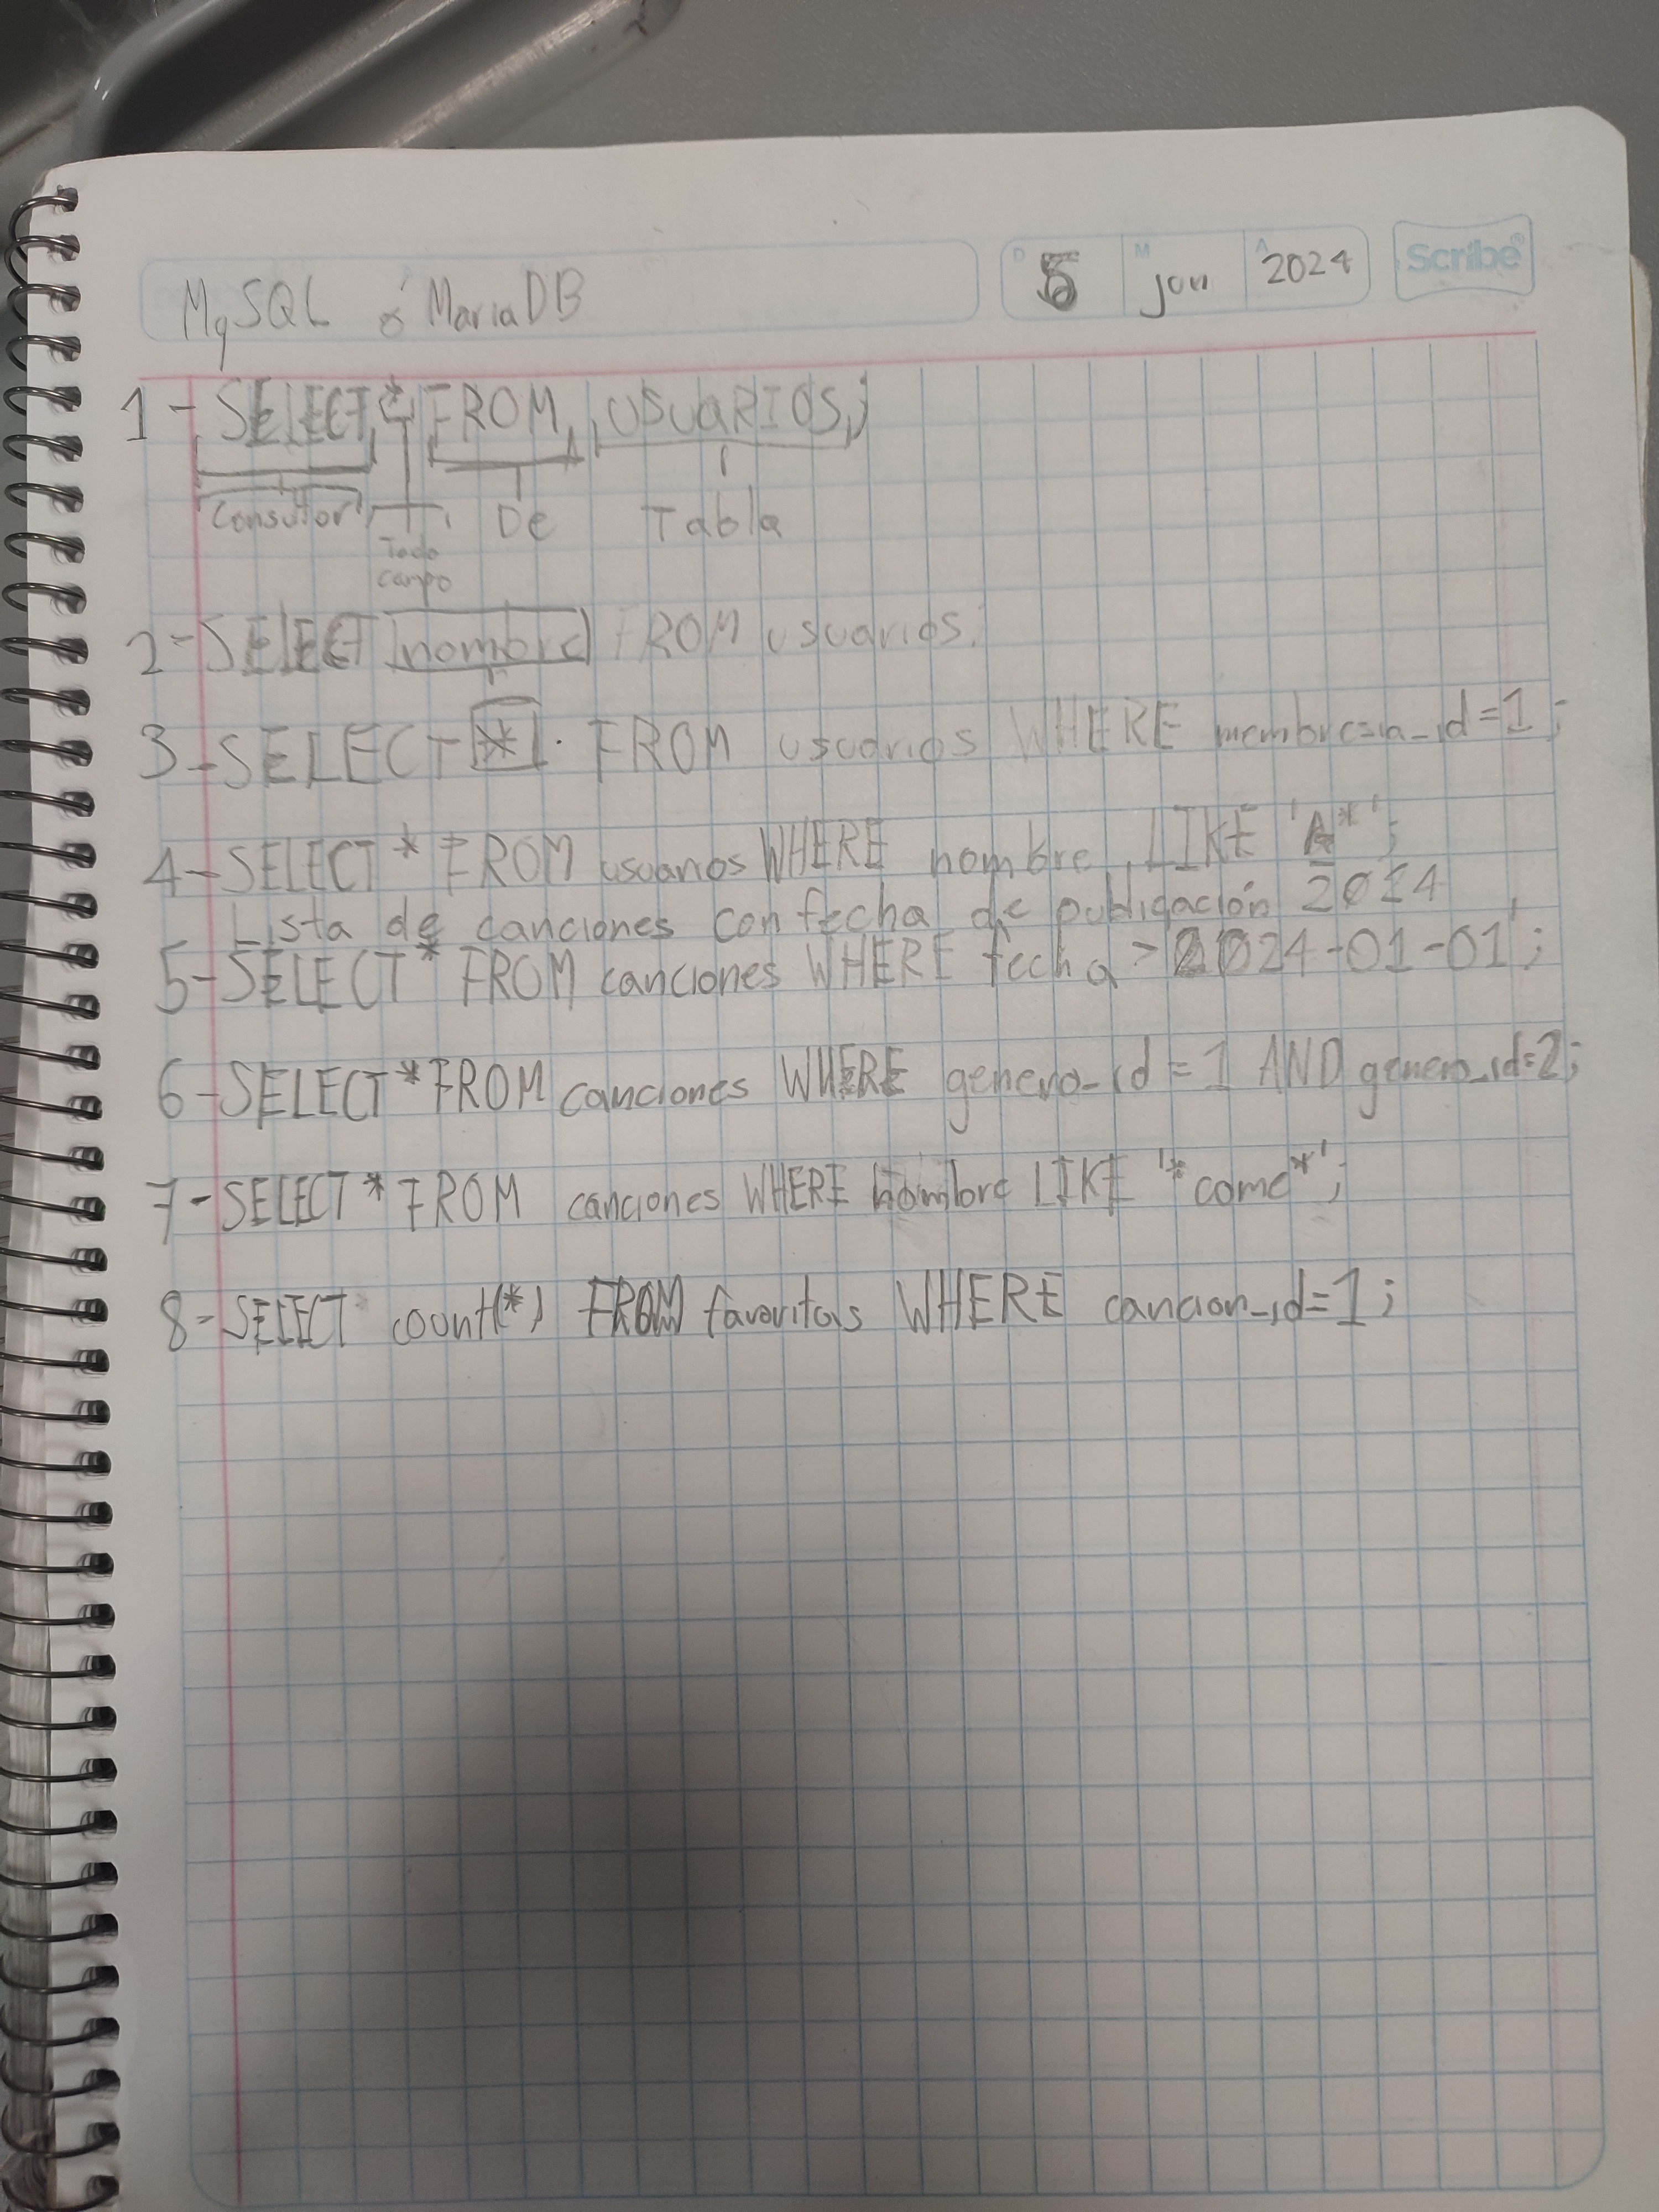 MySQL ó MariaDB
D 5 M jun A 2024 Scribe®
1- SELECT * FROM USUARIOS;
Consultar De Tabla
Todo
campo
2- SELECT nombre FROM usuarios;
3- SELECT * FROM usuarios WHERE membresia_id=1;
4- SELECT * FROM usuarios WHERE nombre LIKE 'A*';
Lista de canciones con fecha de publicación 2024
5- SELECT * FROM canciones WHERE fecha > 2024-01-01';
6- SELECT * FROM canciones WHERE genero_id = 1 AND genero_id=2;
7- SELECT * FROM canciones WHERE nombre LIKE '*come*';
8- SELECT count(*) FROM favoritos WHERE cancion_id=1;